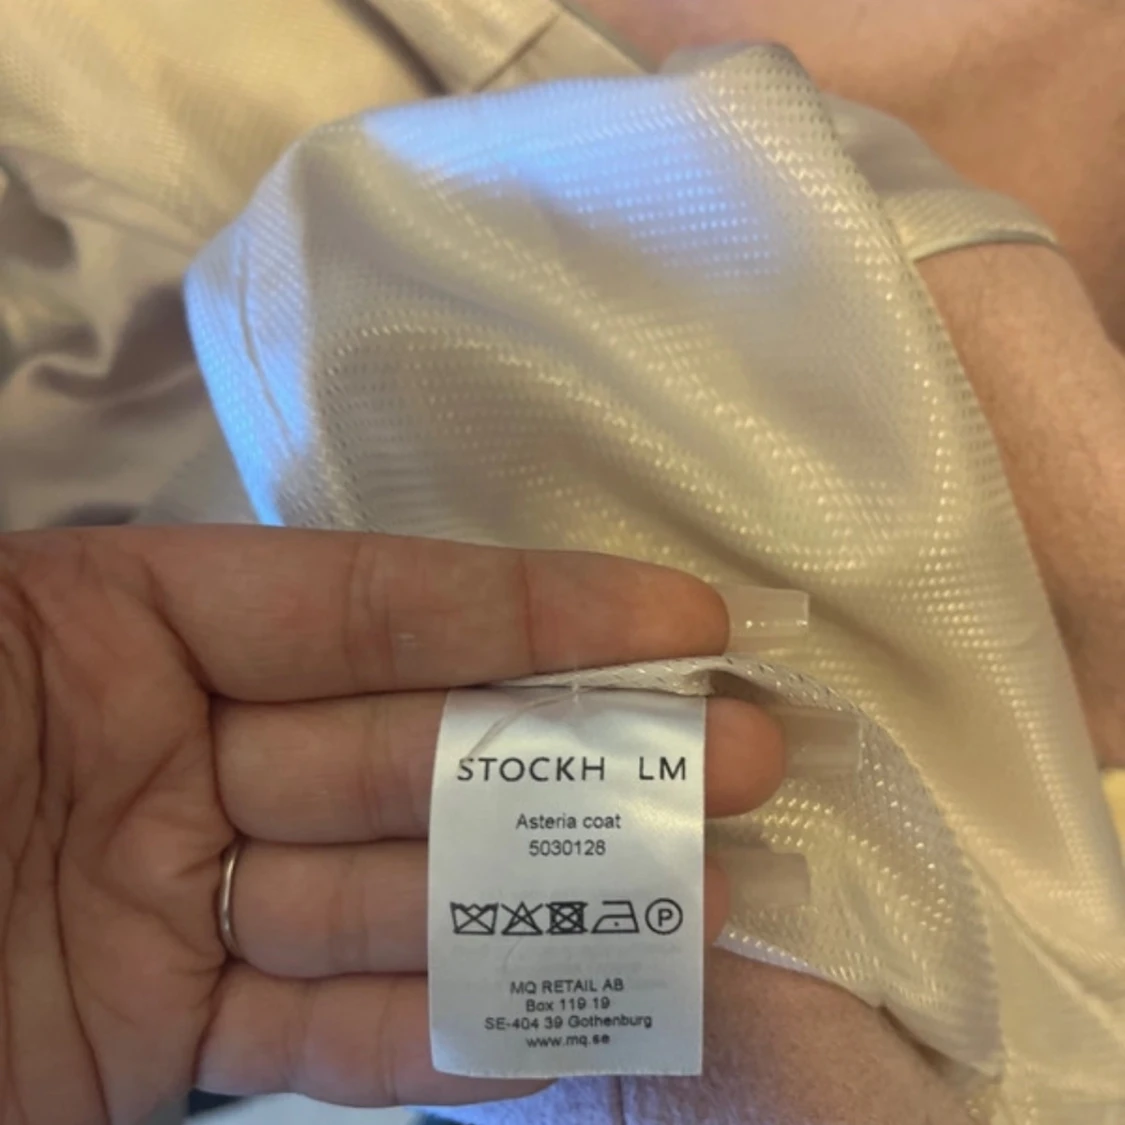 STOCKH LM
Asteria coat
5030128
P
MQ RETAIL AB
Box 119 19
SE-404 39 Gothenburg
www.mq.se